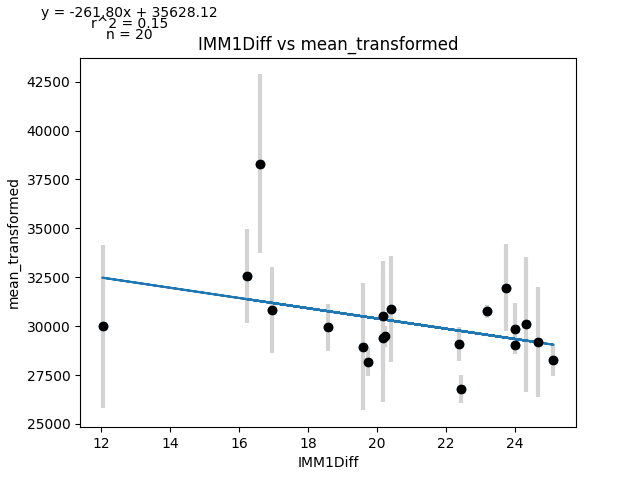 y = -261.80x + 35628.12
r^2 = 0.15
n = 20
IMM1Diff vs mean_transformed
42500
40000
37500
35000
32500
30000
27500
25000
mean_transformed
12 14 16 18 20 22 24
IMM1Diff